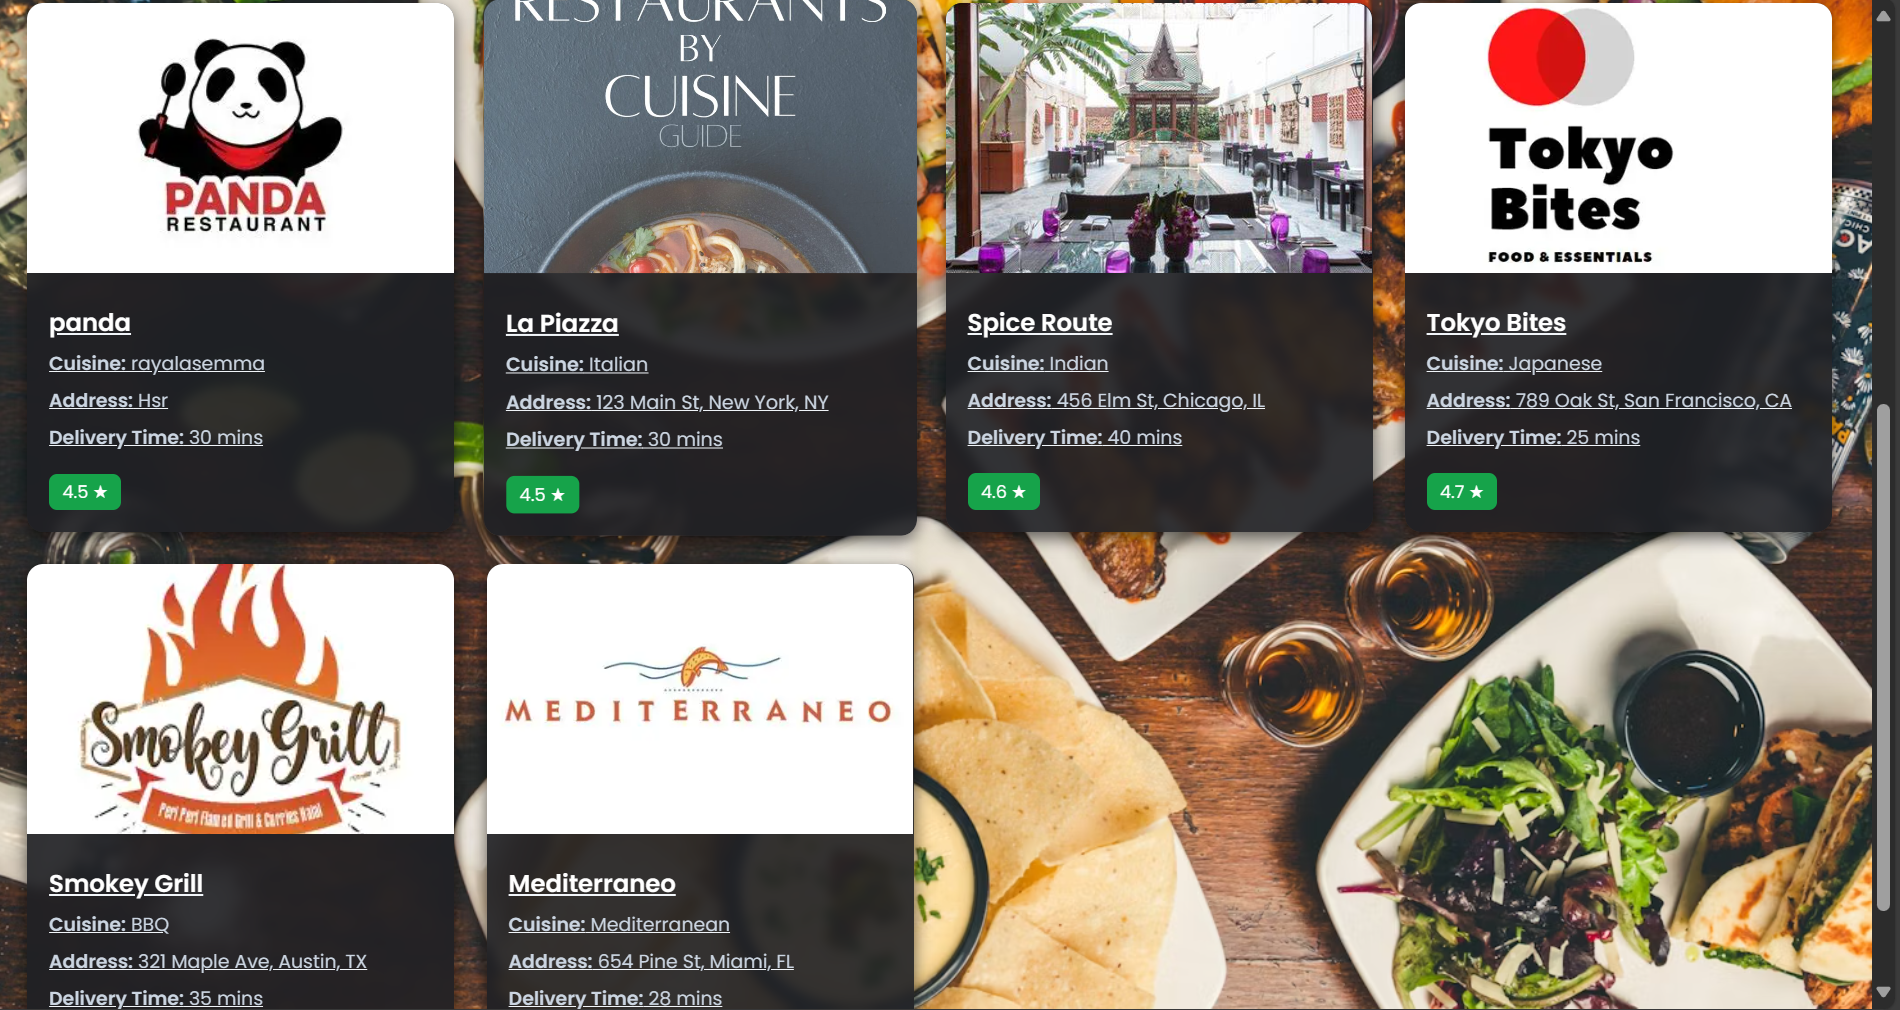 PANDA
RESTAURANT
panda
Cuisine: rayalasemma
Address: Hsr
Delivery Time: 30 mins
4.5 ★
RESTAURANTS
BY
CUISINE
GUIDE
La Piazza
Cuisine: Italian
Address: 123 Main St, New York, NY
Delivery Time: 30 mins
4.5 ★
Spice Route
Cuisine: Indian
Address: 456 Elm St, Chicago, IL
Delivery Time: 40 mins
4.6 ★
Tokyo
Bites
FOOD & ESSENTIALS
Tokyo Bites
Cuisine: Japanese
Address: 789 Oak St, San Francisco, CA
Delivery Time: 25 mins
4.7 ★
Smokey Grill
Peri Peri Flamed Grill & Curries Halal
Smokey Grill
Cuisine: BBQ
Address: 321 Maple Ave, Austin, TX
Delivery Time: 35 mins
MEDITERRANEO
Mediterraneo
Cuisine: Mediterranean
Address: 654 Pine St, Miami, FL
Delivery Time: 28 mins